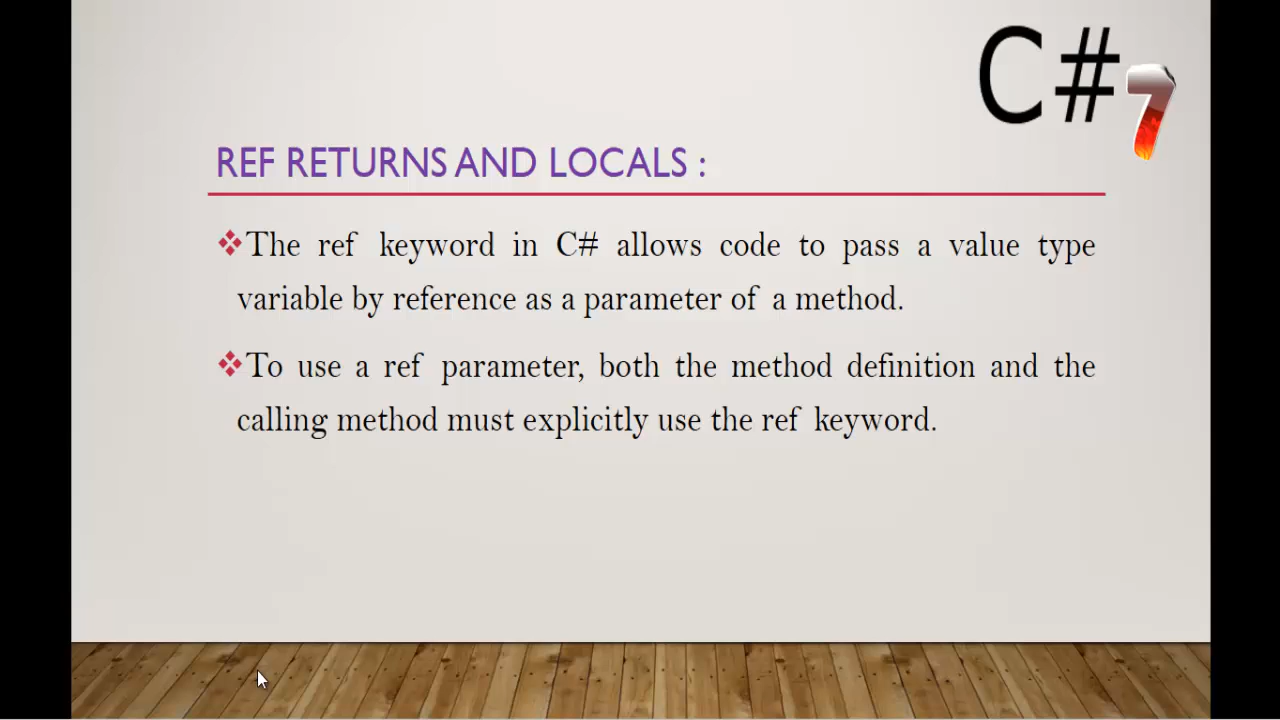 C#7
REF RETURNS AND LOCALS :
The ref keyword in C# allows code to pass a value type
variable by reference as a parameter of a method.
To use a ref parameter, both the method definition and the
calling method must explicitly use the ref keyword.